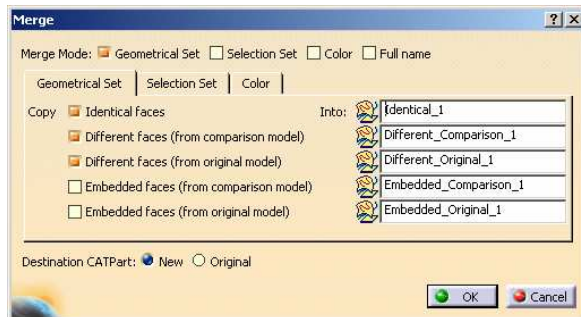 Merge
Merge Mode: Geometrical Set Selection Set Color Full name
Geometrical Set Selection Set Color
Copy Identical faces Into: Identical_1
Different faces (from comparison model) Different_Comparison_1
Different faces (from original model) Different_Original_1
Embedded faces (from comparison model) Embedded_Comparison_1
Embedded faces (from original model) Embedded_Original_1
Destination CATPart: New Original
OK Cancel